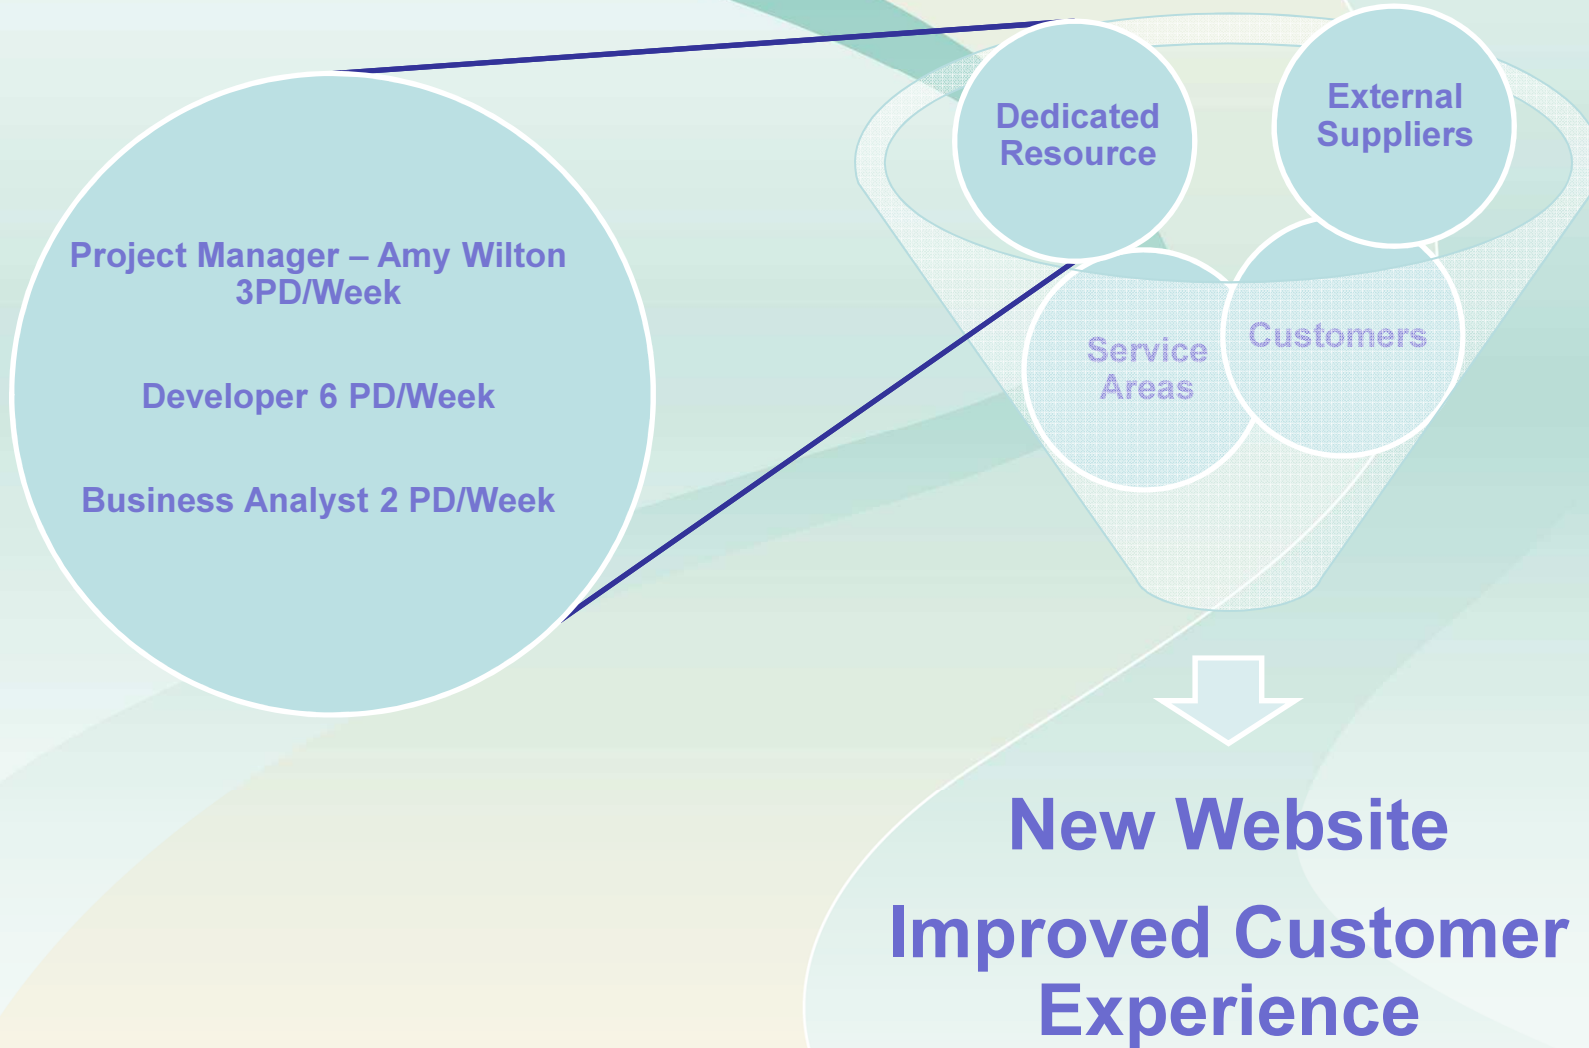 Project Manager – Amy Wilton
3PD/Week
Developer 6 PD/Week
Business Analyst 2 PD/Week
Dedicated
Resource
External
Suppliers
Service
Areas
Customers
New Website
Improved Customer
Experience